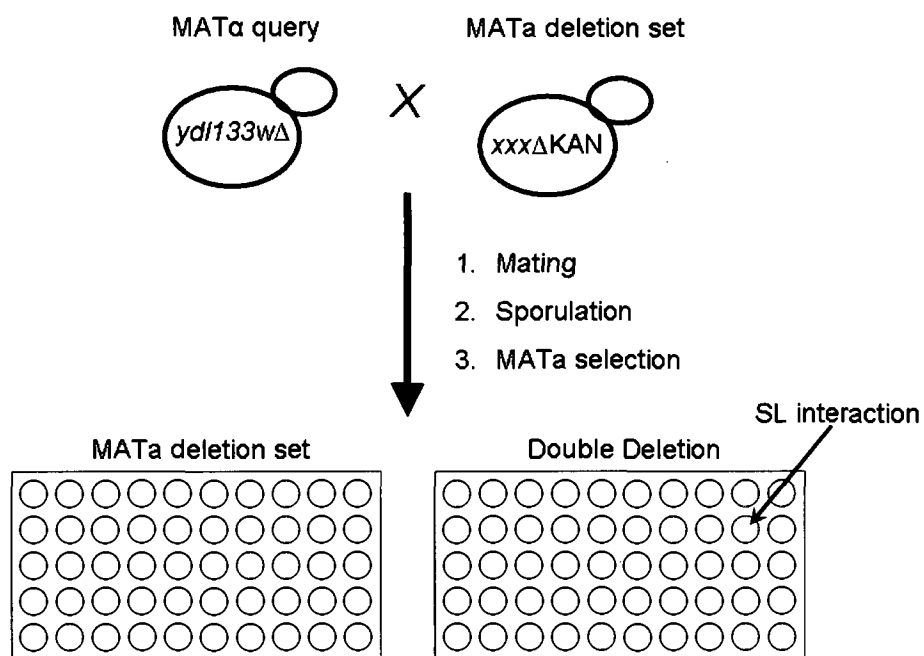 MATα query
MATa deletion set
X
ydl133wΔ
xxxΔKAN
1. Mating
2. Sporulation
3. MATa selection
SL interaction
MATa deletion set
Double Deletion